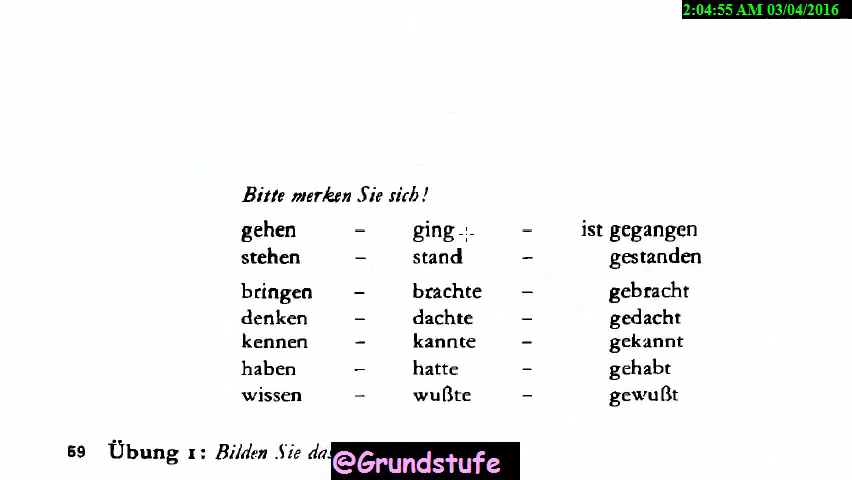 2:04:55 AM 03/04/2016
Bitte merken Sie sich!
gehen – ging – ist gegangen
stehen – stand – gestanden
bringen – brachte – gebracht
denken – dachte – gedacht
kennen – kannte – gekannt
haben – hatte – gehabt
wissen – wußte – gewußt
69 Übung 1: Bilden Sie das
@Grundstufe